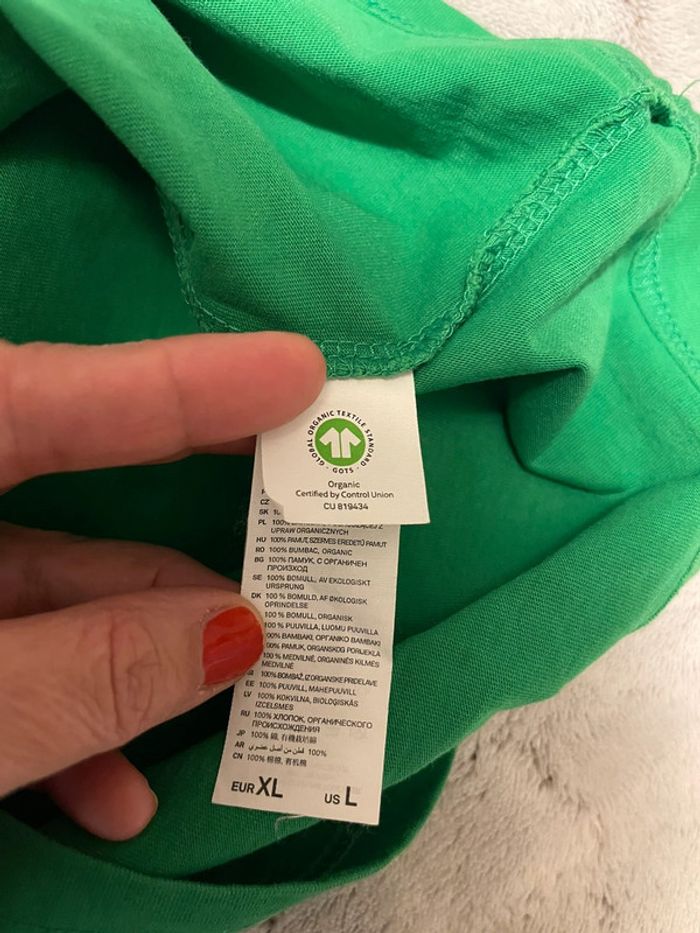 GLOBAL ORGANIC TEXTILE STANDARD · GOTS ·
Organic
Certified by Control Union
CU 819434
CZ
SK
PL 100%
UPRAW ORGANICZNYCH
HU 100% PAMUT, SZERVES EREDETŰ PAMUT
RO 100% BUMBAC, ORGANIC
BG 100% ПАМУК, С ОРГАНИЧЕН
ПРОИЗХОД
SE 100% BOMULL, AV EKOLOGISKT
URSPRUNG
DK 100% BOMULD, AF ØKOLOGISK
OPRINDELSE
100% BOMULL, ORGANISK
100% PUUVILLA, LUOMU PUUVILLA
00% ΒΑΜΒΑΚΙ, ΟΡΓΑΝΙΚΟ ΒΑΜΒΑΚΙ
00% PAMUK, ORGANSKOG PORIJEKLA
100% MEDVILNĖ, ORGANINĖS KILMĖS
MEDVILNĖ
100% BOMBAŽ, IZ ORGANSKE PRIDELAVE
EE 100% PUUVILL, MAHEPUUVILL
LV 100% KOKVILNA, BIOLOĢISKĀS
IZCELSMES
RU 100% ХЛОПОК, ОРГАНИЧЕСКОГО
ПРОИСХОЖДЕНИЯ
JP 100% 綿, 有機栽培綿
AR 100% قطن من أصل عضوي
CN 100% 棉, 有机棉
EUR XL US L